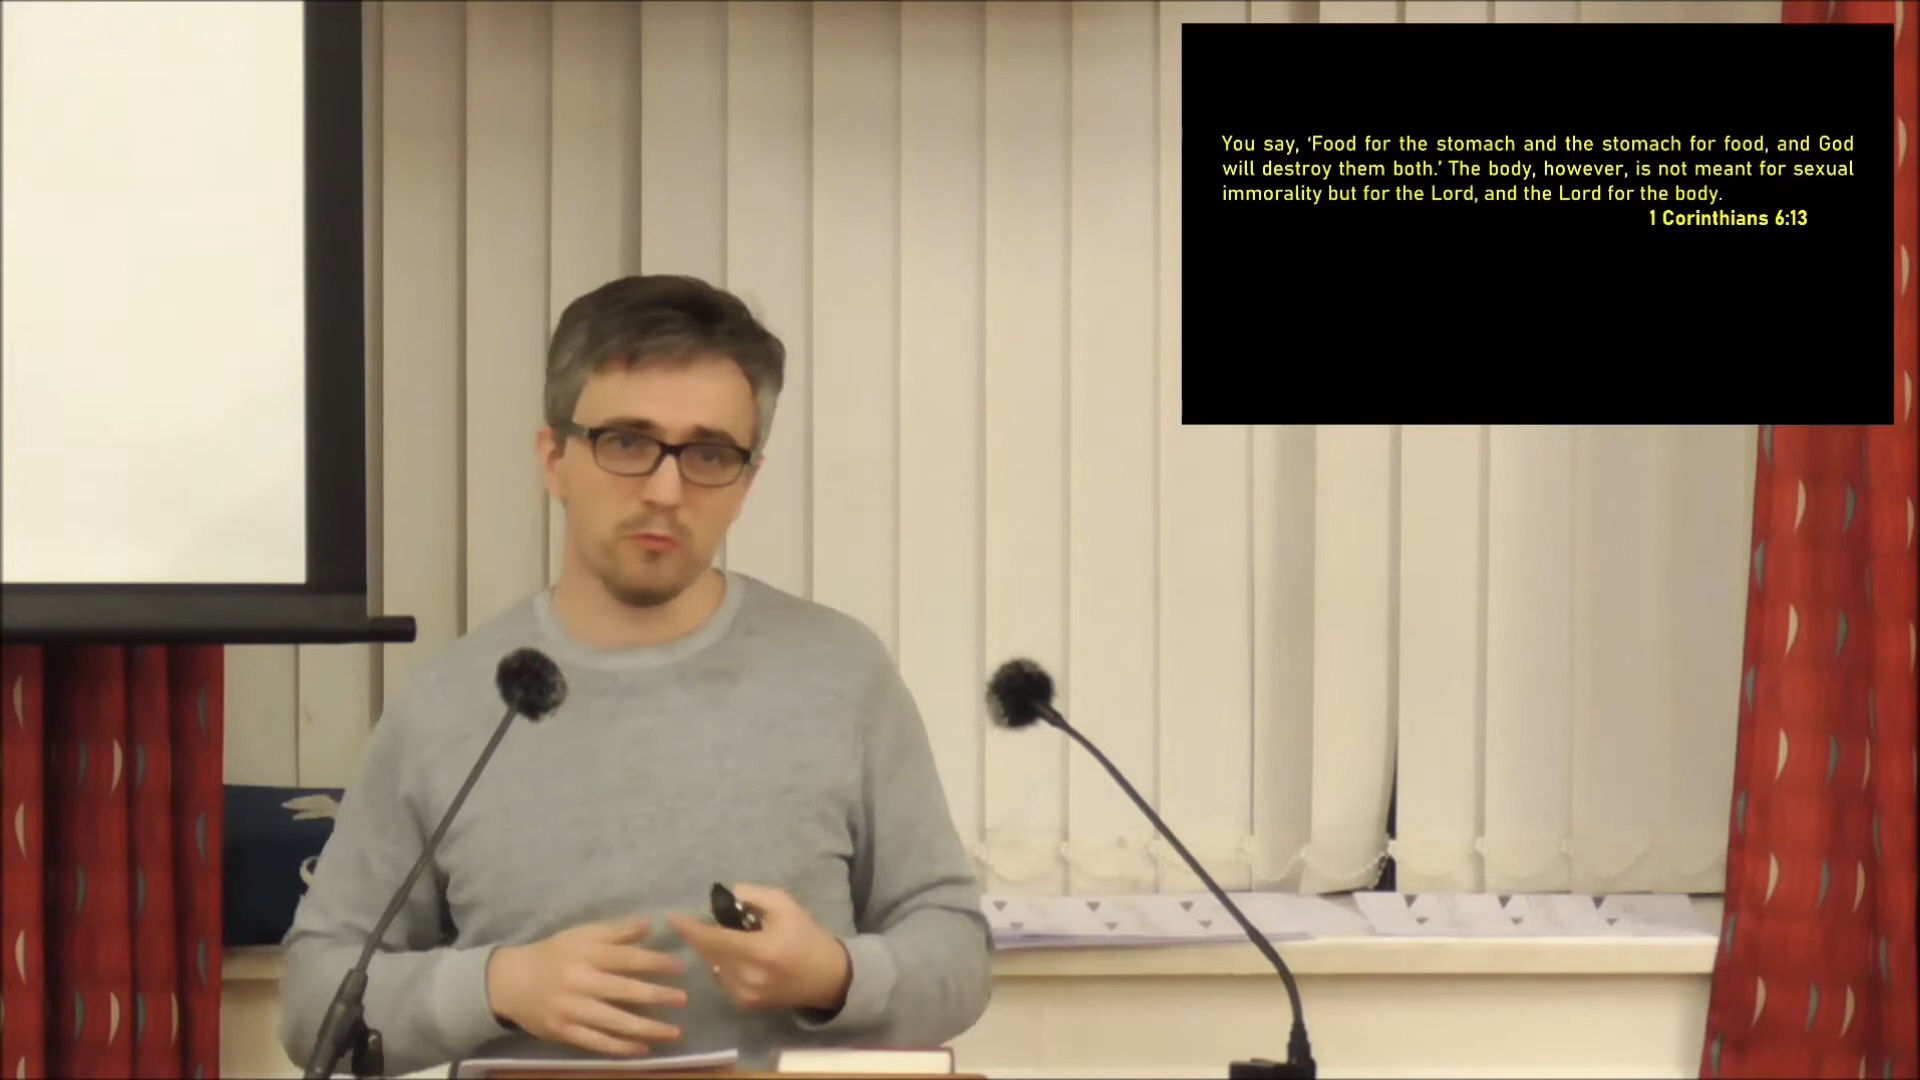 You say, ‘Food for the stomach and the stomach for food, and God
will destroy them both.’ The body, however, is not meant for sexual
immorality but for the Lord, and the Lord for the body.
1 Corinthians 6:13